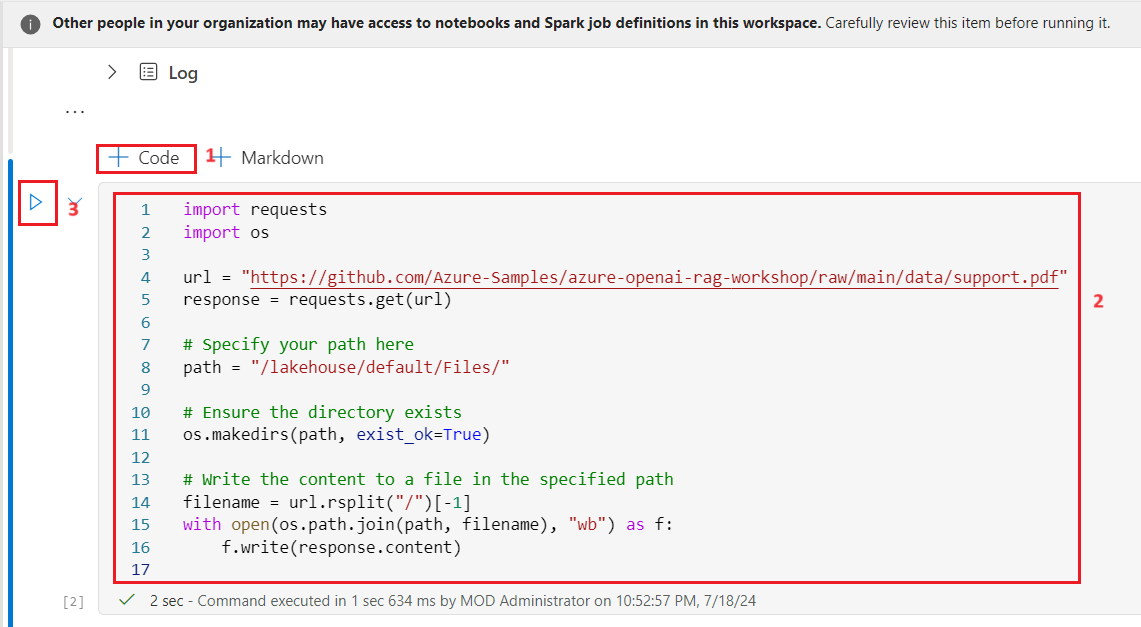 Other people in your organization may have access to notebooks and Spark job definitions in this workspace. Carefully review this item before running it.
Log
...
+ Code 1 + Markdown
3
1 import requests
2 import os
3
4 url = "https://github.com/Azure-Samples/azure-openai-rag-workshop/raw/main/data/support.pdf"
5 response = requests.get(url)
6
7 # Specify your path here
8 path = "/lakehouse/default/Files/"
9
10 # Ensure the directory exists
11 os.makedirs(path, exist_ok=True)
12
13 # Write the content to a file in the specified path
14 filename = url.rsplit("/")[-1]
15 with open(os.path.join(path, filename), "wb") as f:
16     f.write(response.content)
17
2
[2] 2 sec - Command executed in 1 sec 634 ms by MOD Administrator on 10:52:57 PM, 7/18/24